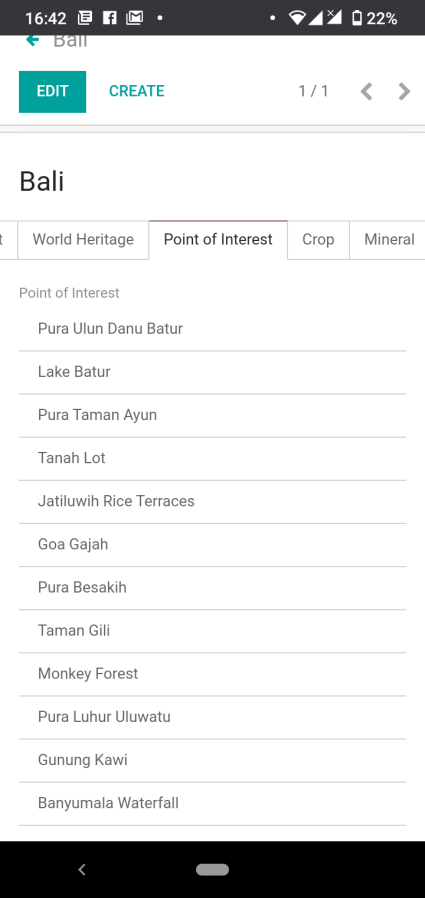 16:42 22%
Bali
EDIT CREATE 1 / 1
Bali
t World Heritage Point of Interest Crop Mineral
Point of Interest
Pura Ulun Danu Batur
Lake Batur
Pura Taman Ayun
Tanah Lot
Jatiluwih Rice Terraces
Goa Gajah
Pura Besakih
Taman Gili
Monkey Forest
Pura Luhur Uluwatu
Gunung Kawi
Banyumala Waterfall